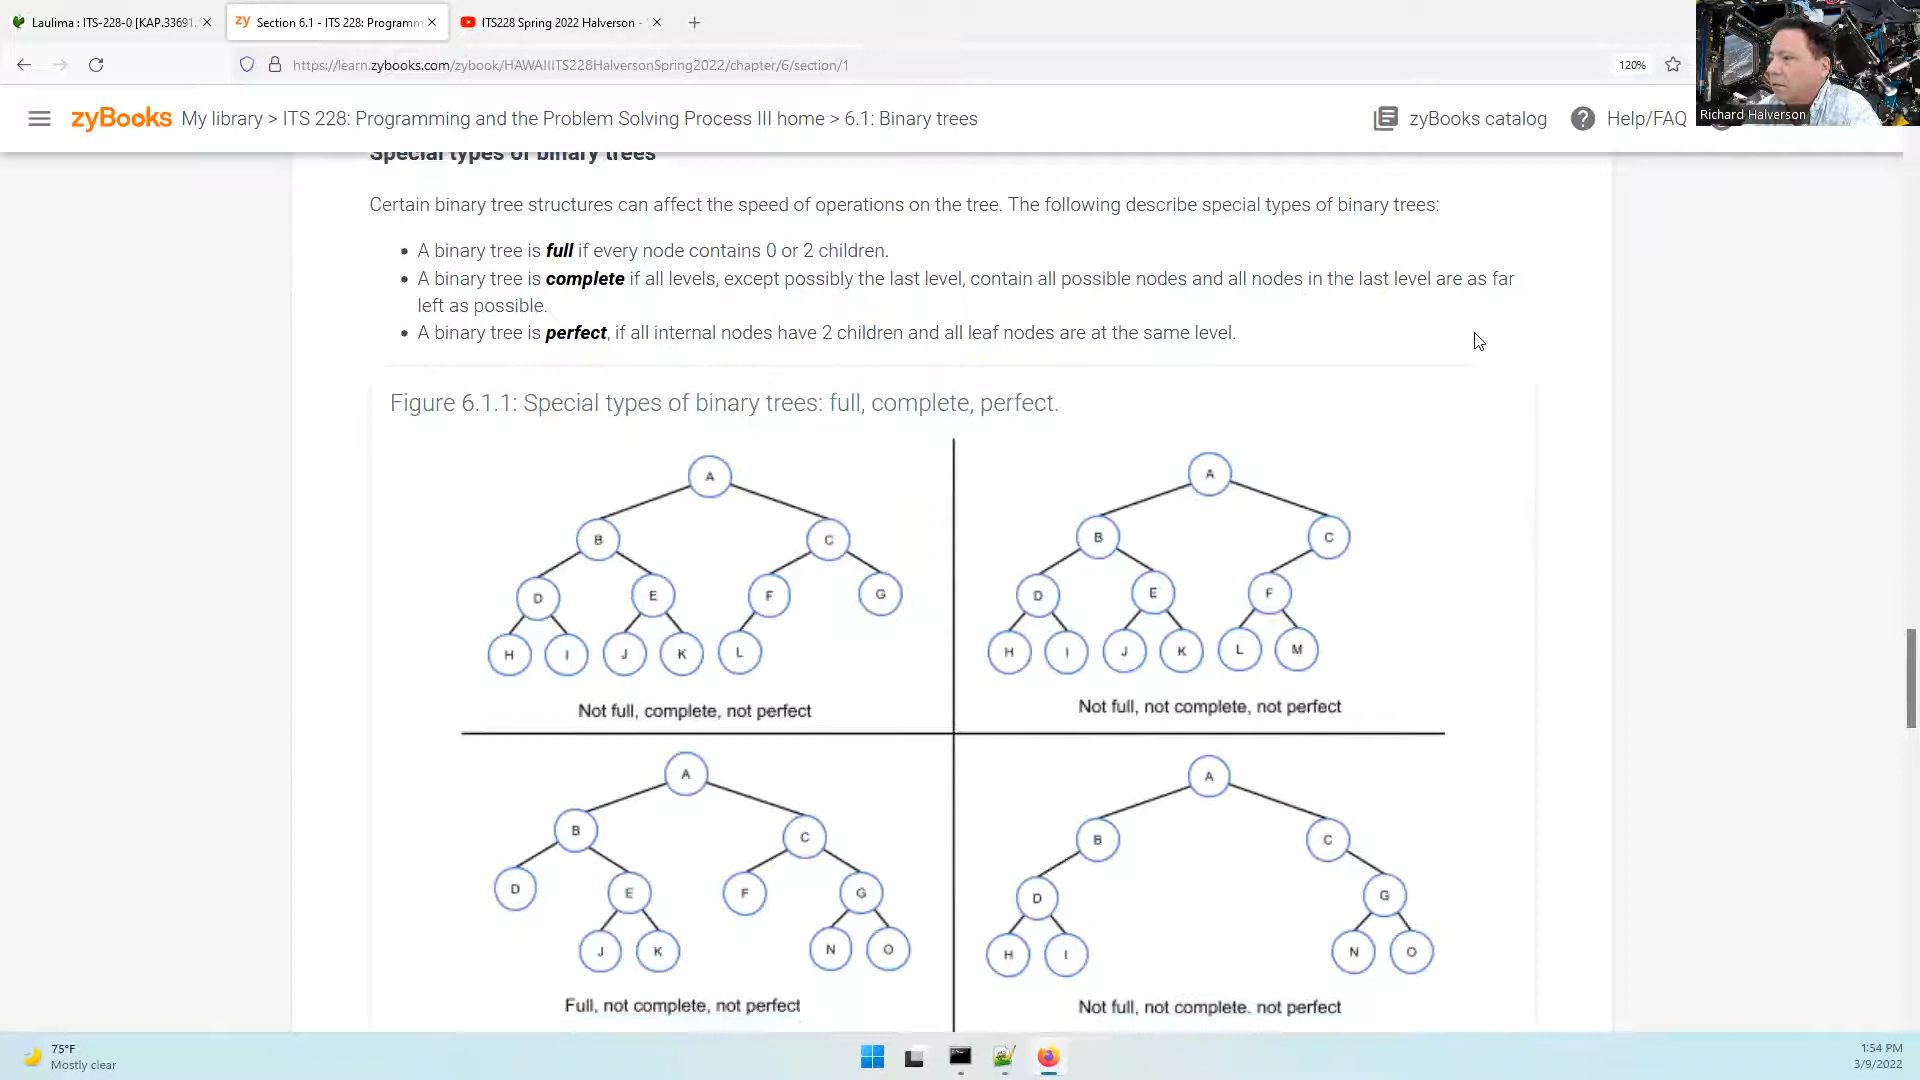 Laulima : ITS-228-0 [KAP.33691.
zy Section 6.1 - ITS 228: Programm
ITS228 Spring 2022 Halverson -
https://learn.zybooks.com/zybook/HAWAIIITS228HalversonSpring2022/chapter/6/section/1
120%
Richard Halverson
zyBooks My library > ITS 228: Programming and the Problem Solving Process III home > 6.1: Binary trees
zyBooks catalog
? Help/FAQ
Special types of binary trees
Certain binary tree structures can affect the speed of operations on the tree. The following describe special types of binary trees:
• A binary tree is full if every node contains 0 or 2 children.
• A binary tree is complete if all levels, except possibly the last level, contain all possible nodes and all nodes in the last level are as far
left as possible.
• A binary tree is perfect, if all internal nodes have 2 children and all leaf nodes are at the same level.
Figure 6.1.1: Special types of binary trees: full, complete, perfect.
A
B C
D E F G
H I J K L
Not full, complete, not perfect
A
B C
D E F
H I J K L M
Not full, not complete, not perfect
A
B C
D E F G
J K N O
Full, not complete, not perfect
A
B C
D G
H I N O
Not full, not complete. not perfect
75°F
Mostly clear
1:54 PM
3/9/2022